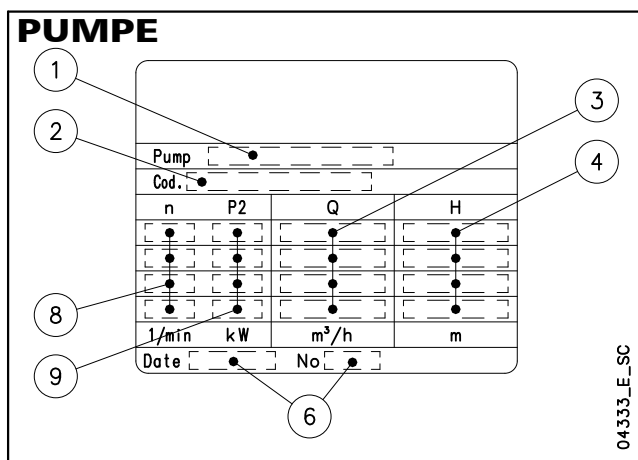 PUMPE
1
2
3
4
Pump
Cod.
n P2 Q H
8
9
1/min kW m³/h m
Date No
6
04333_E_SC